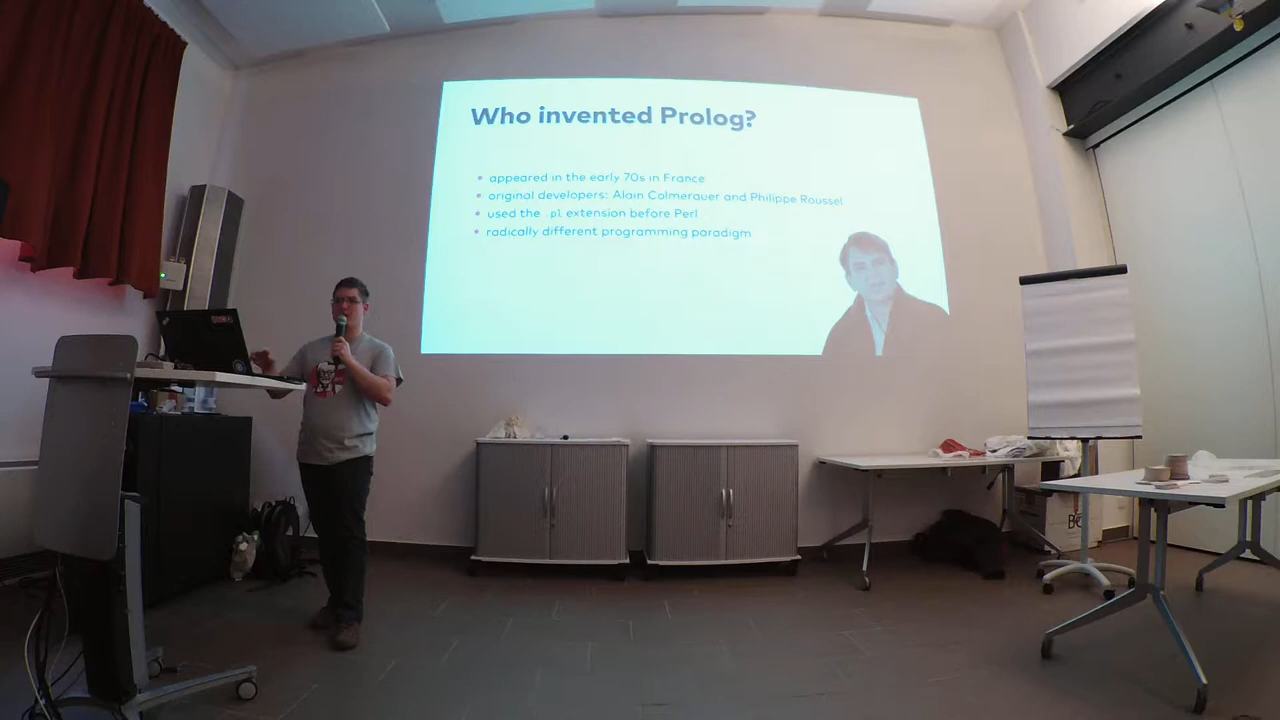 Who invented Prolog?
appeared in the early 70s in France
original developers: Alain Colmerauer and Philippe Roussel
used the .pl extension before Perl
radically different programming paradigm